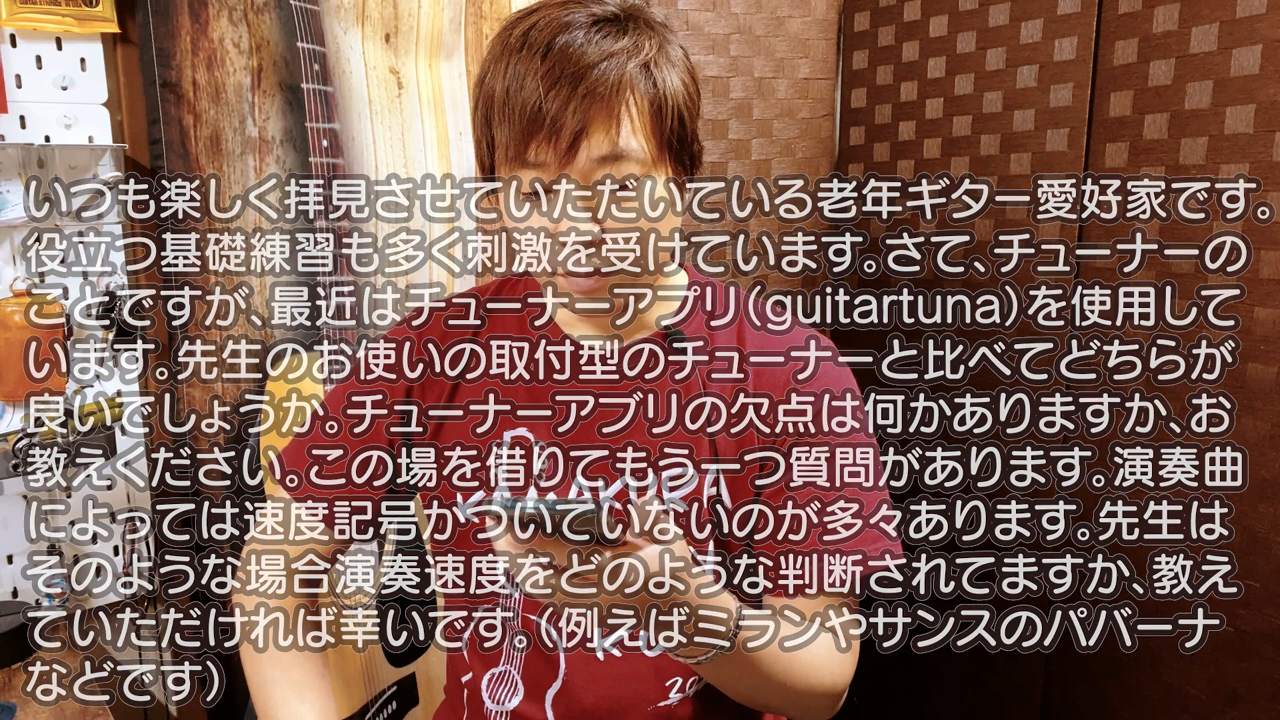 いつも楽しく拝見させていただいている老年ギター愛好家です。
役立つ基礎練習も多く刺激を受けています。さて、チューナーの
ことですが、最近はチューナーアプリ(guitartuna)を使用して
います。先生のお使いの取付型のチューナーと比べてどちらが
良いでしょうか。チューナーアプリの欠点は何かありますか、お
教えください。この場を借りてもう一つ質問があります。演奏曲
によっては速度記号がついていないのが多々あります。先生は
そのような場合演奏速度をどのような判断されてますか、教え
ていただければ幸いです。(例えばミランやサンスのパバーナ
などです)
KAMAKURA